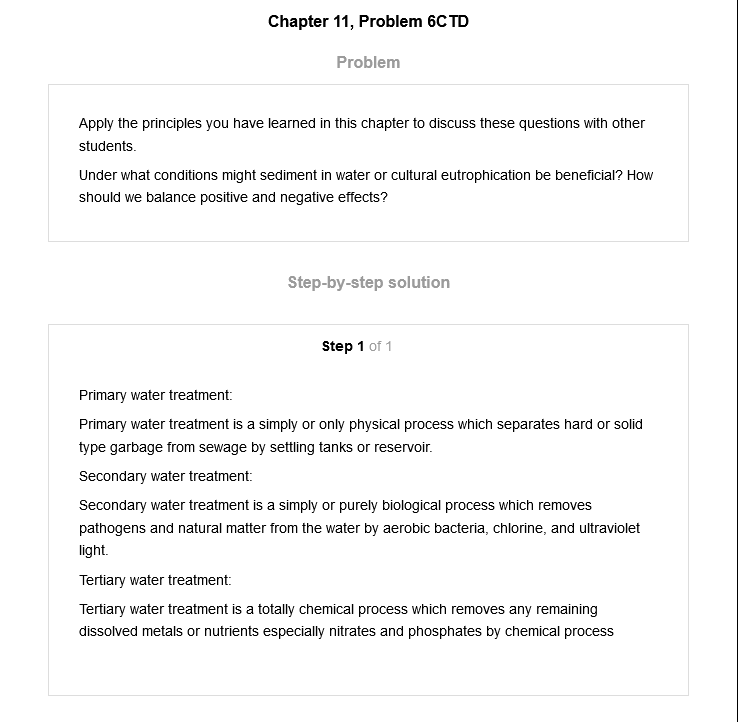 Chapter 11, Problem 6CTD
Problem
Apply the principles you have learned in this chapter to discuss these questions with other
students.
Under what conditions might sediment in water or cultural eutrophication be beneficial? How
should we balance positive and negative effects?
Step-by-step solution
Step 1 of 1
Primary water treatment:
Primary water treatment is a simply or only physical process which separates hard or solid
type garbage from sewage by settling tanks or reservoir.
Secondary water treatment:
Secondary water treatment is a simply or purely biological process which removes
pathogens and natural matter from the water by aerobic bacteria, chlorine, and ultraviolet
light.
Tertiary water treatment:
Tertiary water treatment is a totally chemical process which removes any remaining
dissolved metals or nutrients especially nitrates and phosphates by chemical process